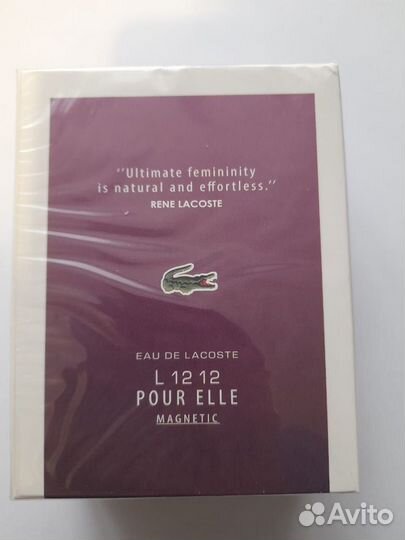 "Ultimate femininity
is natural and effortless."
RENE LACOSTE
EAU DE LACOSTE
L 12 12
POUR ELLE
MAGNETIC
Avito